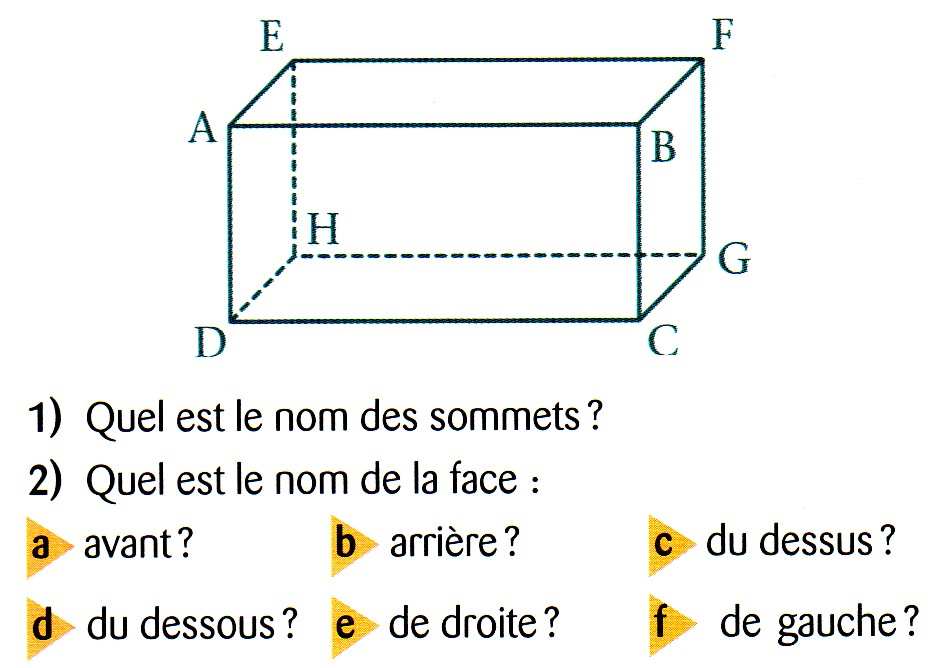 E F
A B
H
G
D C
1) Quel est le nom des sommets ?
2) Quel est le nom de la face :
a avant ? b arrière ? c du dessus ?
d du dessous ? e de droite ? f de gauche ?